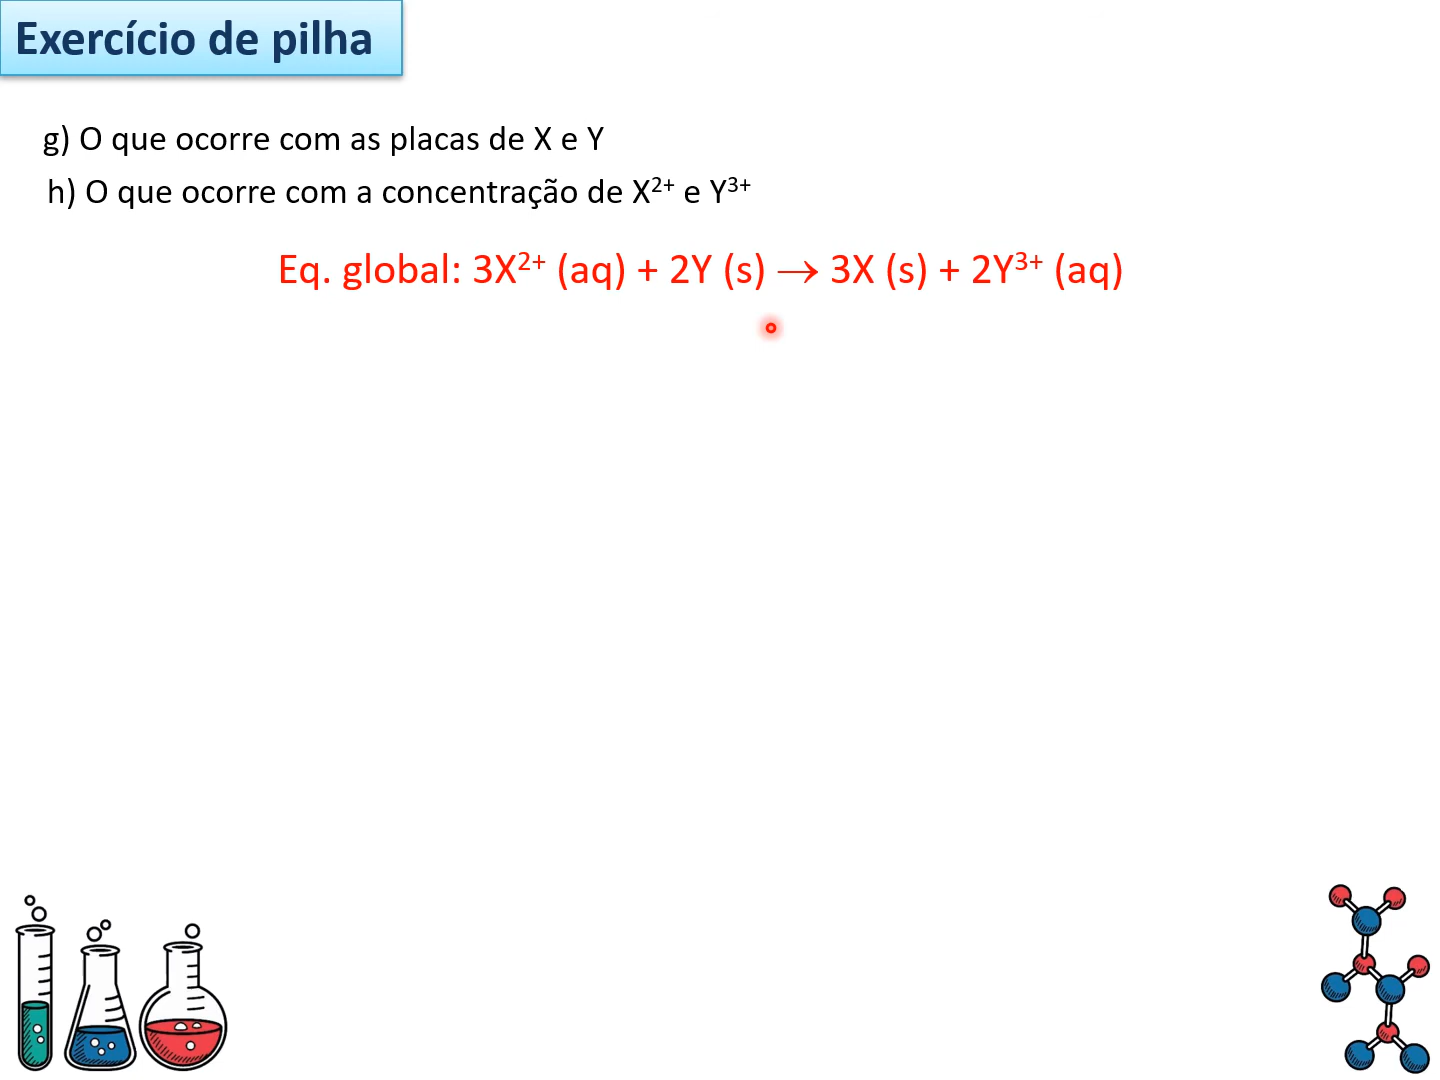 Exercício de pilha
g) O que ocorre com as placas de X e Y
h) O que ocorre com a concentração de X²⁺ e Y³⁺
Eq. global: 3X²⁺ (aq) + 2Y (s) → 3X (s) + 2Y³⁺ (aq)